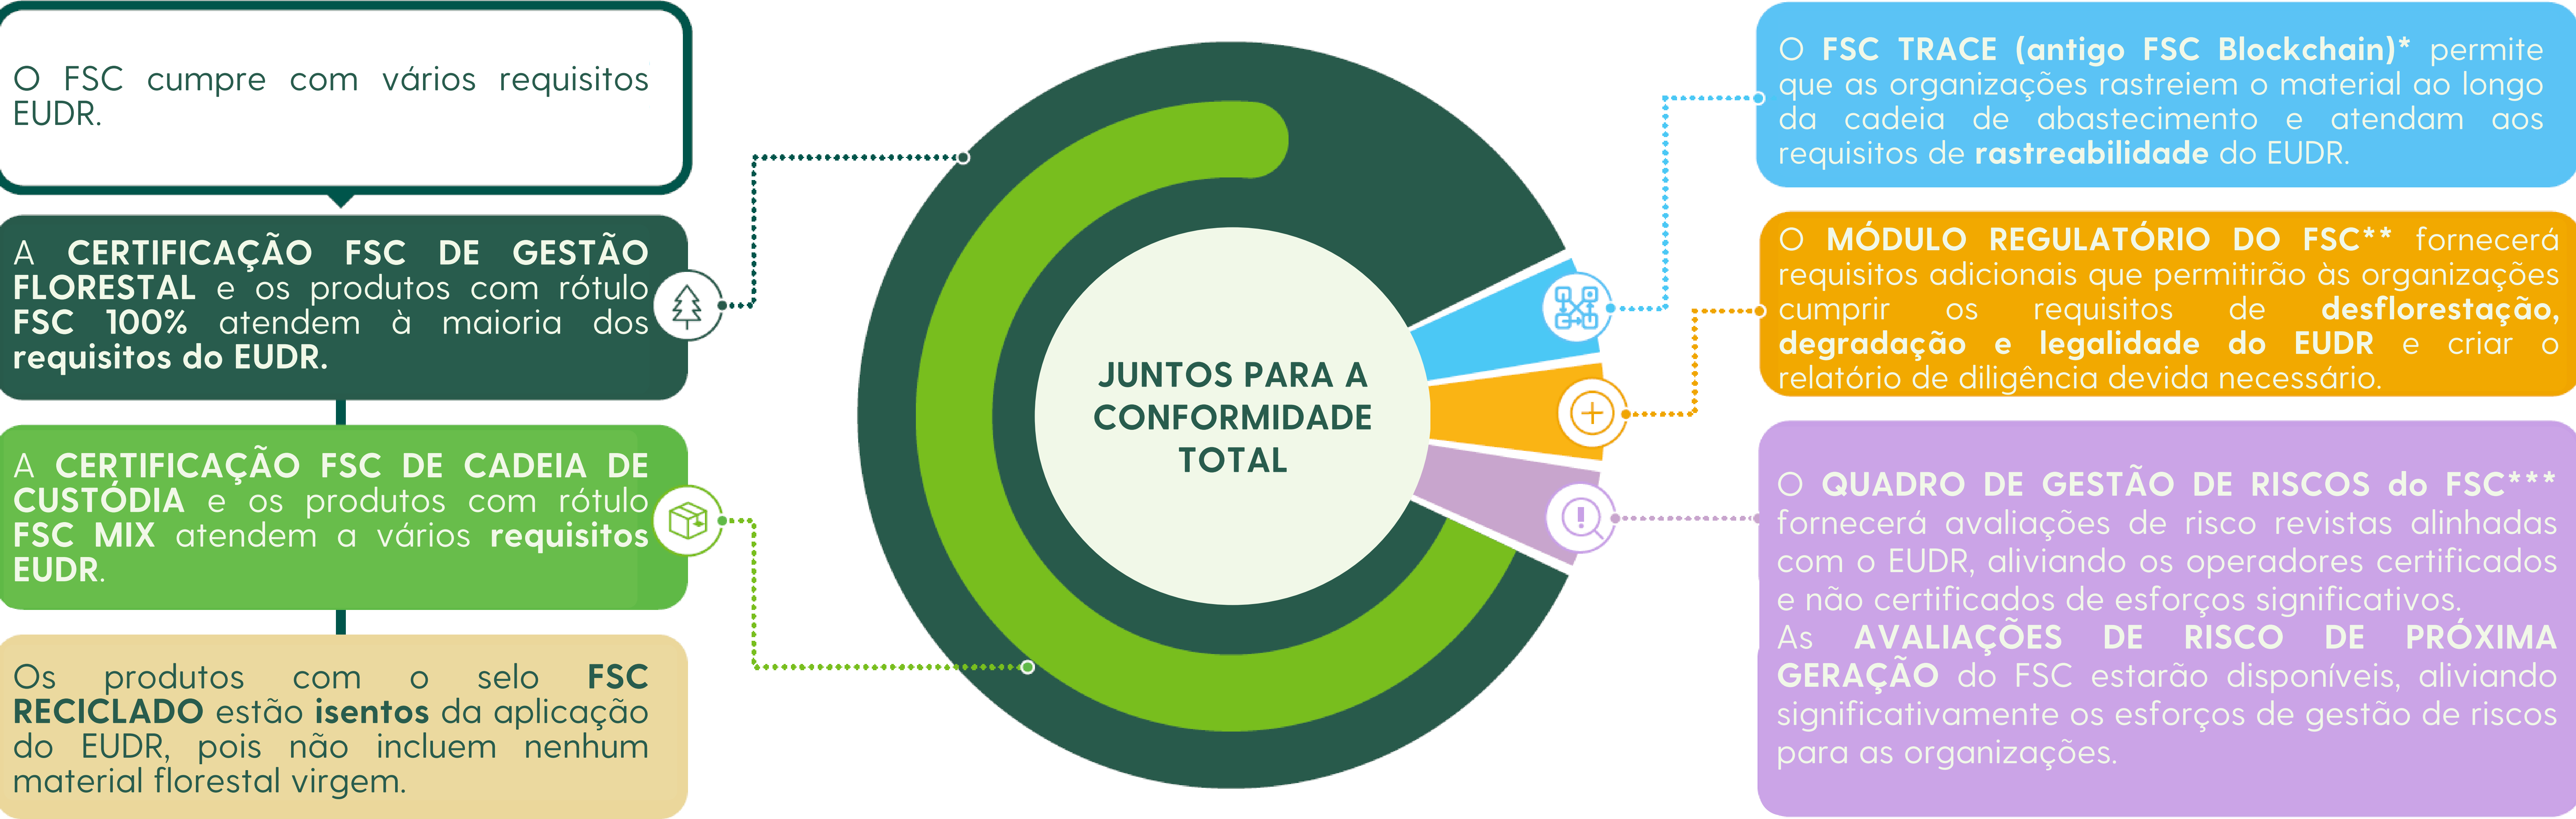 O FSC cumpre com vários requisitos
EUDR.
A CERTIFICAÇÃO FSC DE GESTÃO
FLORESTAL e os produtos com rótulo
FSC 100% atendem à maioria dos
requisitos do EUDR.
A CERTIFICAÇÃO FSC DE CADEIA DE
CUSTÓDIA e os produtos com rótulo
FSC MIX atendem a vários requisitos
EUDR.
Os produtos com o selo FSC
RECICLADO estão isentos da aplicação
do EUDR, pois não incluem nenhum
material florestal virgem.
JUNTOS PARA A
CONFORMIDADE
TOTAL
O FSC TRACE (antigo FSC Blockchain)* permite
que as organizações rastreiem o material ao longo
da cadeia de abastecimento e atendam aos
requisitos de rastreabilidade do EUDR.
O MÓDULO REGULATÓRIO DO FSC** fornecerá
requisitos adicionais que permitirão às organizações
cumprir os requisitos de desflorestação,
degradação e legalidade do EUDR e criar o
relatório de diligência devida necessário.
O QUADRO DE GESTÃO DE RISCOS do FSC***
fornecerá avaliações de risco revistas alinhadas
com o EUDR, aliviando os operadores certificados
e não certificados de esforços significativos.
As AVALIAÇÕES DE RISCO DE PRÓXIMA
GERAÇÃO do FSC estarão disponíveis, aliviando
significativamente os esforços de gestão de riscos
para as organizações.